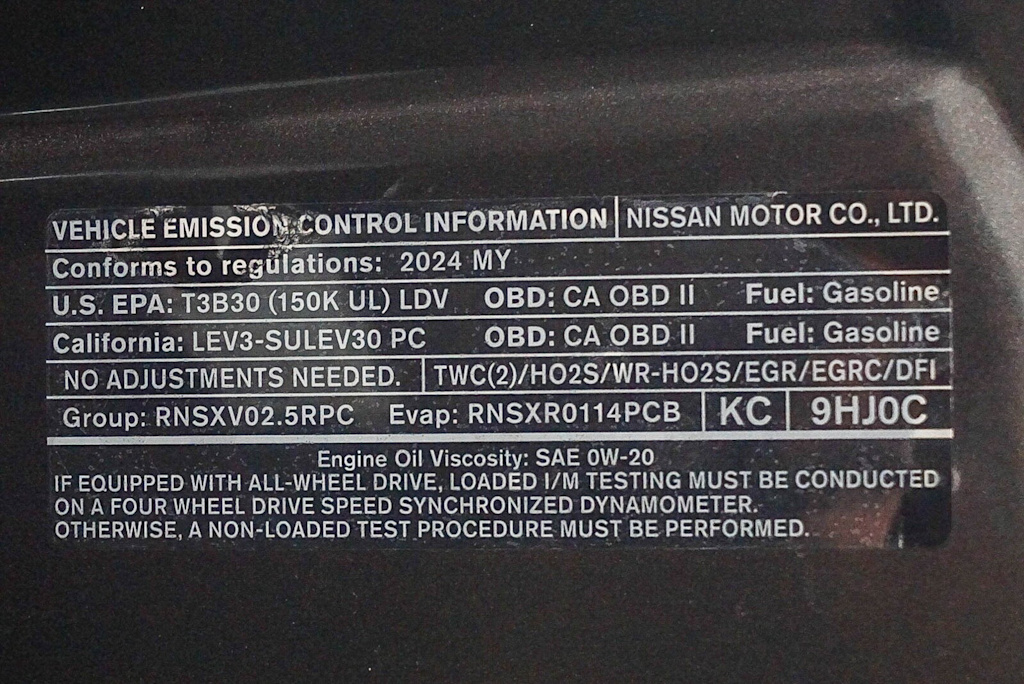 VEHICLE EMISSION CONTROL INFORMATION NISSAN MOTOR CO., LTD.
Conforms to regulations: 2024 MY
U.S. EPA: T3B30 (150K UL) LDV OBD: CA OBD II Fuel: Gasoline
California: LEV3-SULEV30 PC OBD: CA OBD II Fuel: Gasoline
NO ADJUSTMENTS NEEDED. TWC(2)/HO2S/WR-HO2S/EGR/EGRC/DFI
Group: RNSXV02.5RPC Evap: RNSXR0114PCB KC 9HJ0C
Engine Oil Viscosity: SAE 0W-20
IF EQUIPPED WITH ALL-WHEEL DRIVE, LOADED I/M TESTING MUST BE CONDUCTED
ON A FOUR WHEEL DRIVE SPEED SYNCHRONIZED DYNAMOMETER.
OTHERWISE, A NON-LOADED TEST PROCEDURE MUST BE PERFORMED.